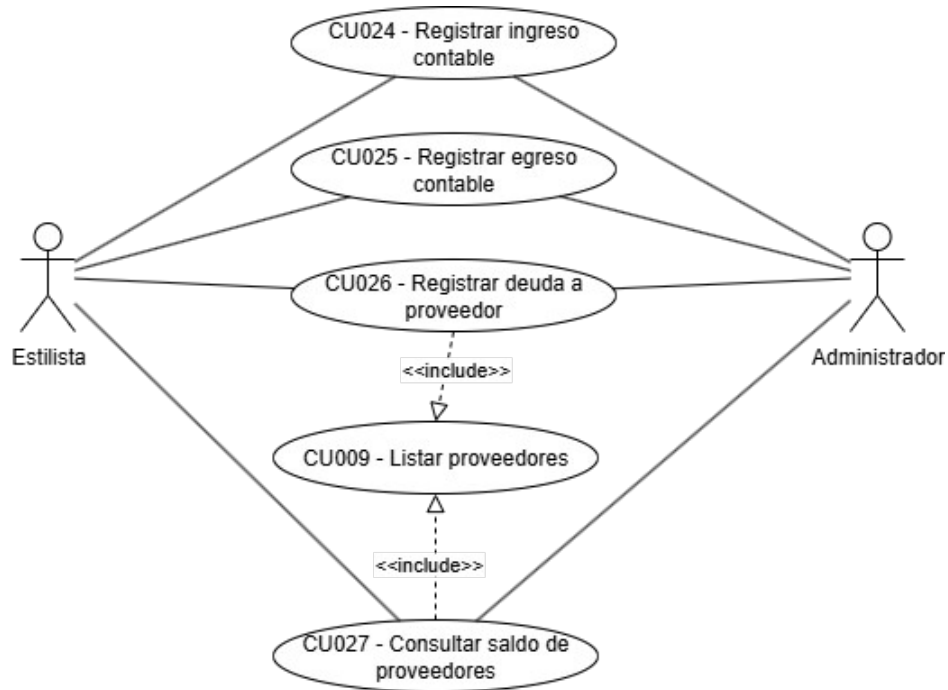 CU024 - Registrar ingreso
contable
CU025 - Registrar egreso
contable
CU026 - Registrar deuda a
proveedor
Estilista
Administrador
<<include>>
CU009 - Listar proveedores
<<include>>
CU027 - Consultar saldo de
proveedores